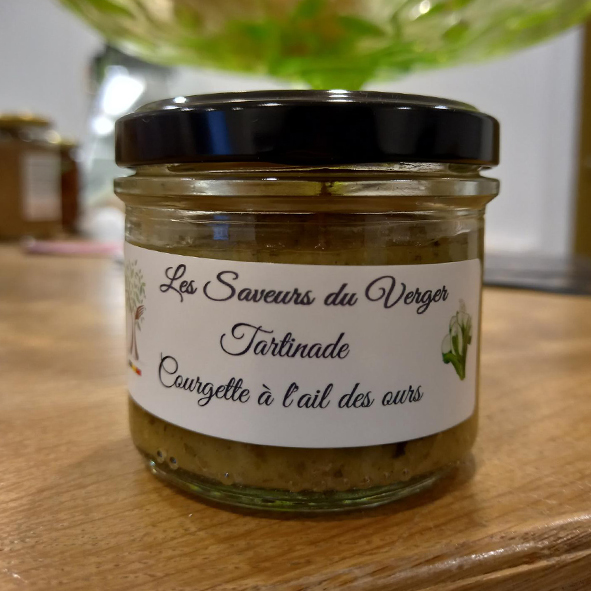 Les Saveurs du Verger
Tartinade
Courgette à l'ail des ours